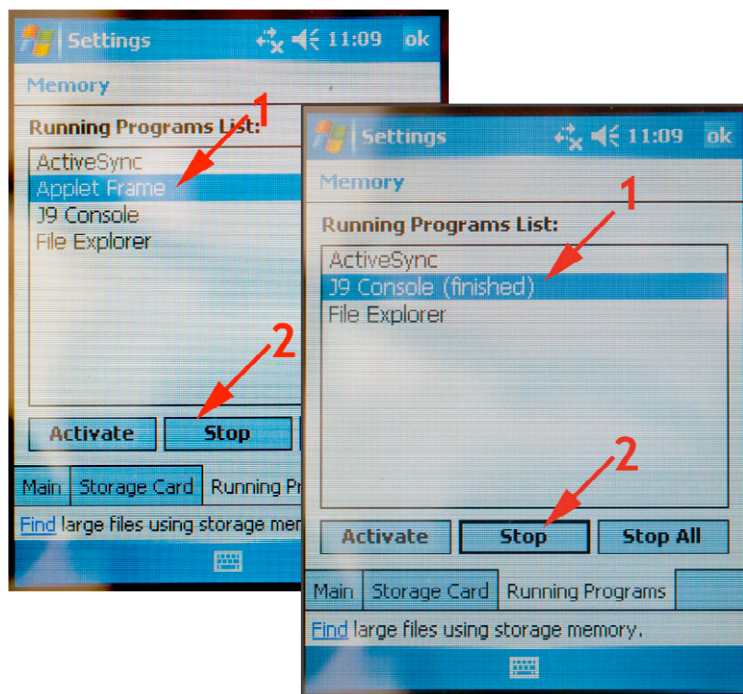 Settings 11:09 ok
Memory
1
Running Programs List:
ActiveSync
Applet Frame
J9 Console
File Explorer
2
Activate Stop
Main Storage Card Running Pr
Find large files using storage mer
Settings 11:09 ok
Memory
1
Running Programs List:
ActiveSync
J9 Console (finished)
File Explorer
2
Activate Stop Stop All
Main Storage Card Running Programs
Find large files using storage memory.